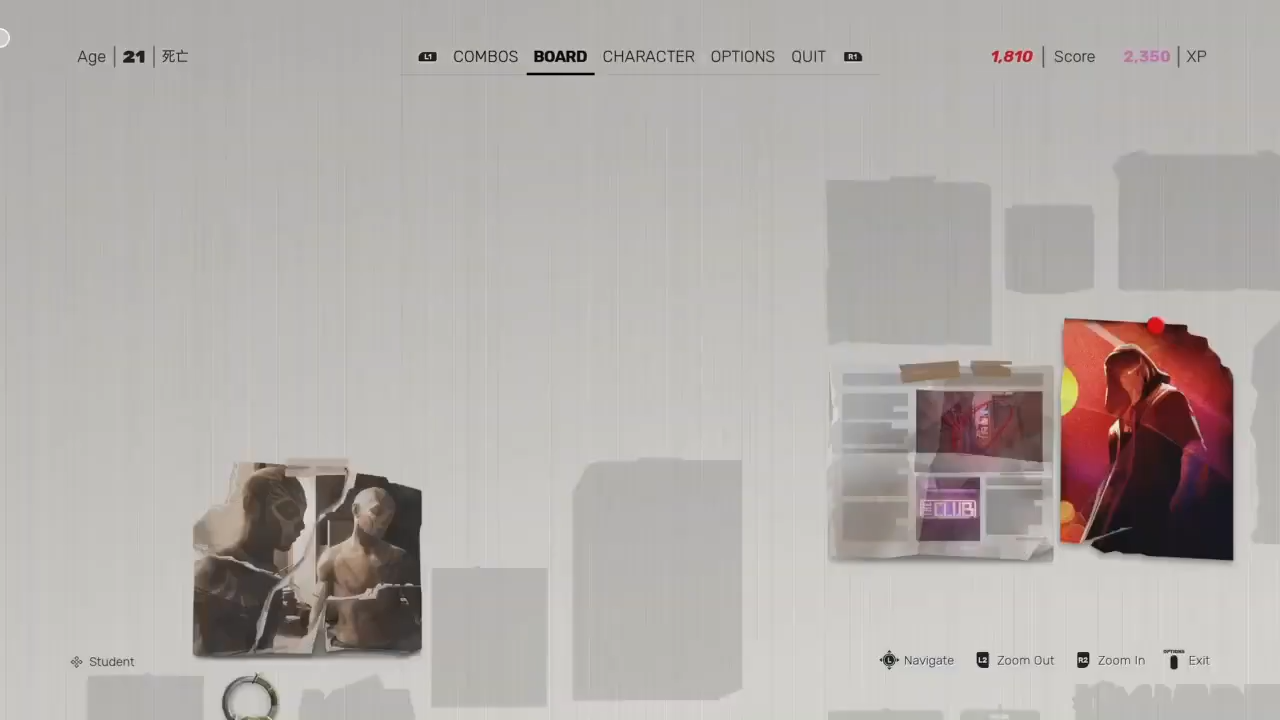 Age 21 死亡
L1 COMBOS BOARD CHARACTER OPTIONS QUIT R1
1,810 Score 2,350 XP
THE CLUB
Student
L Navigate L2 Zoom Out R2 Zoom In OPTIONS Exit